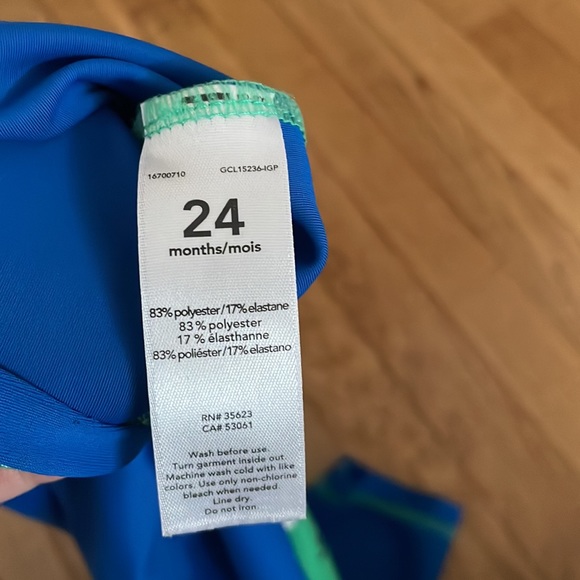 16700710 GCL15236-IGP
24
months/mois
83% polyester/17% elastane
83 % polyester
17 % élasthanne
83% poliéster/17% elastano
RN# 35623
CA# 53061
Wash before use.
Turn garment inside out
Machine wash cold with like
colors. Use only non-chlorine
bleach when needed.
Line dry.
Do not iron.